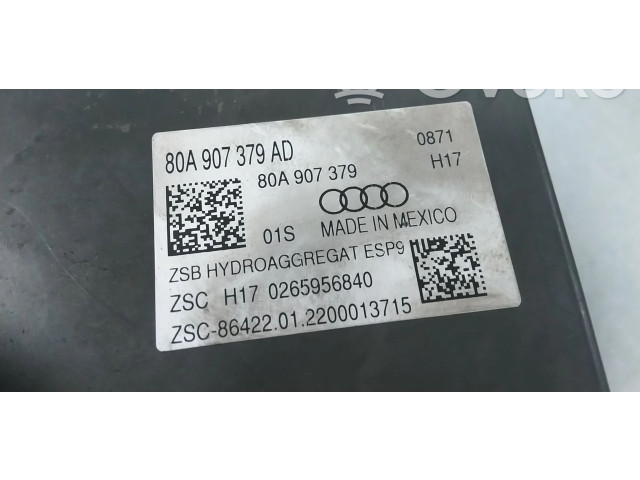 80A 907 379 AD
0871
80A 907 379
H17
01S
MADE IN MEXICO
ZSB HYDROAGGREGAT ESP9
ZSC H17 0265956840
ZSC-86422.01.2200013715